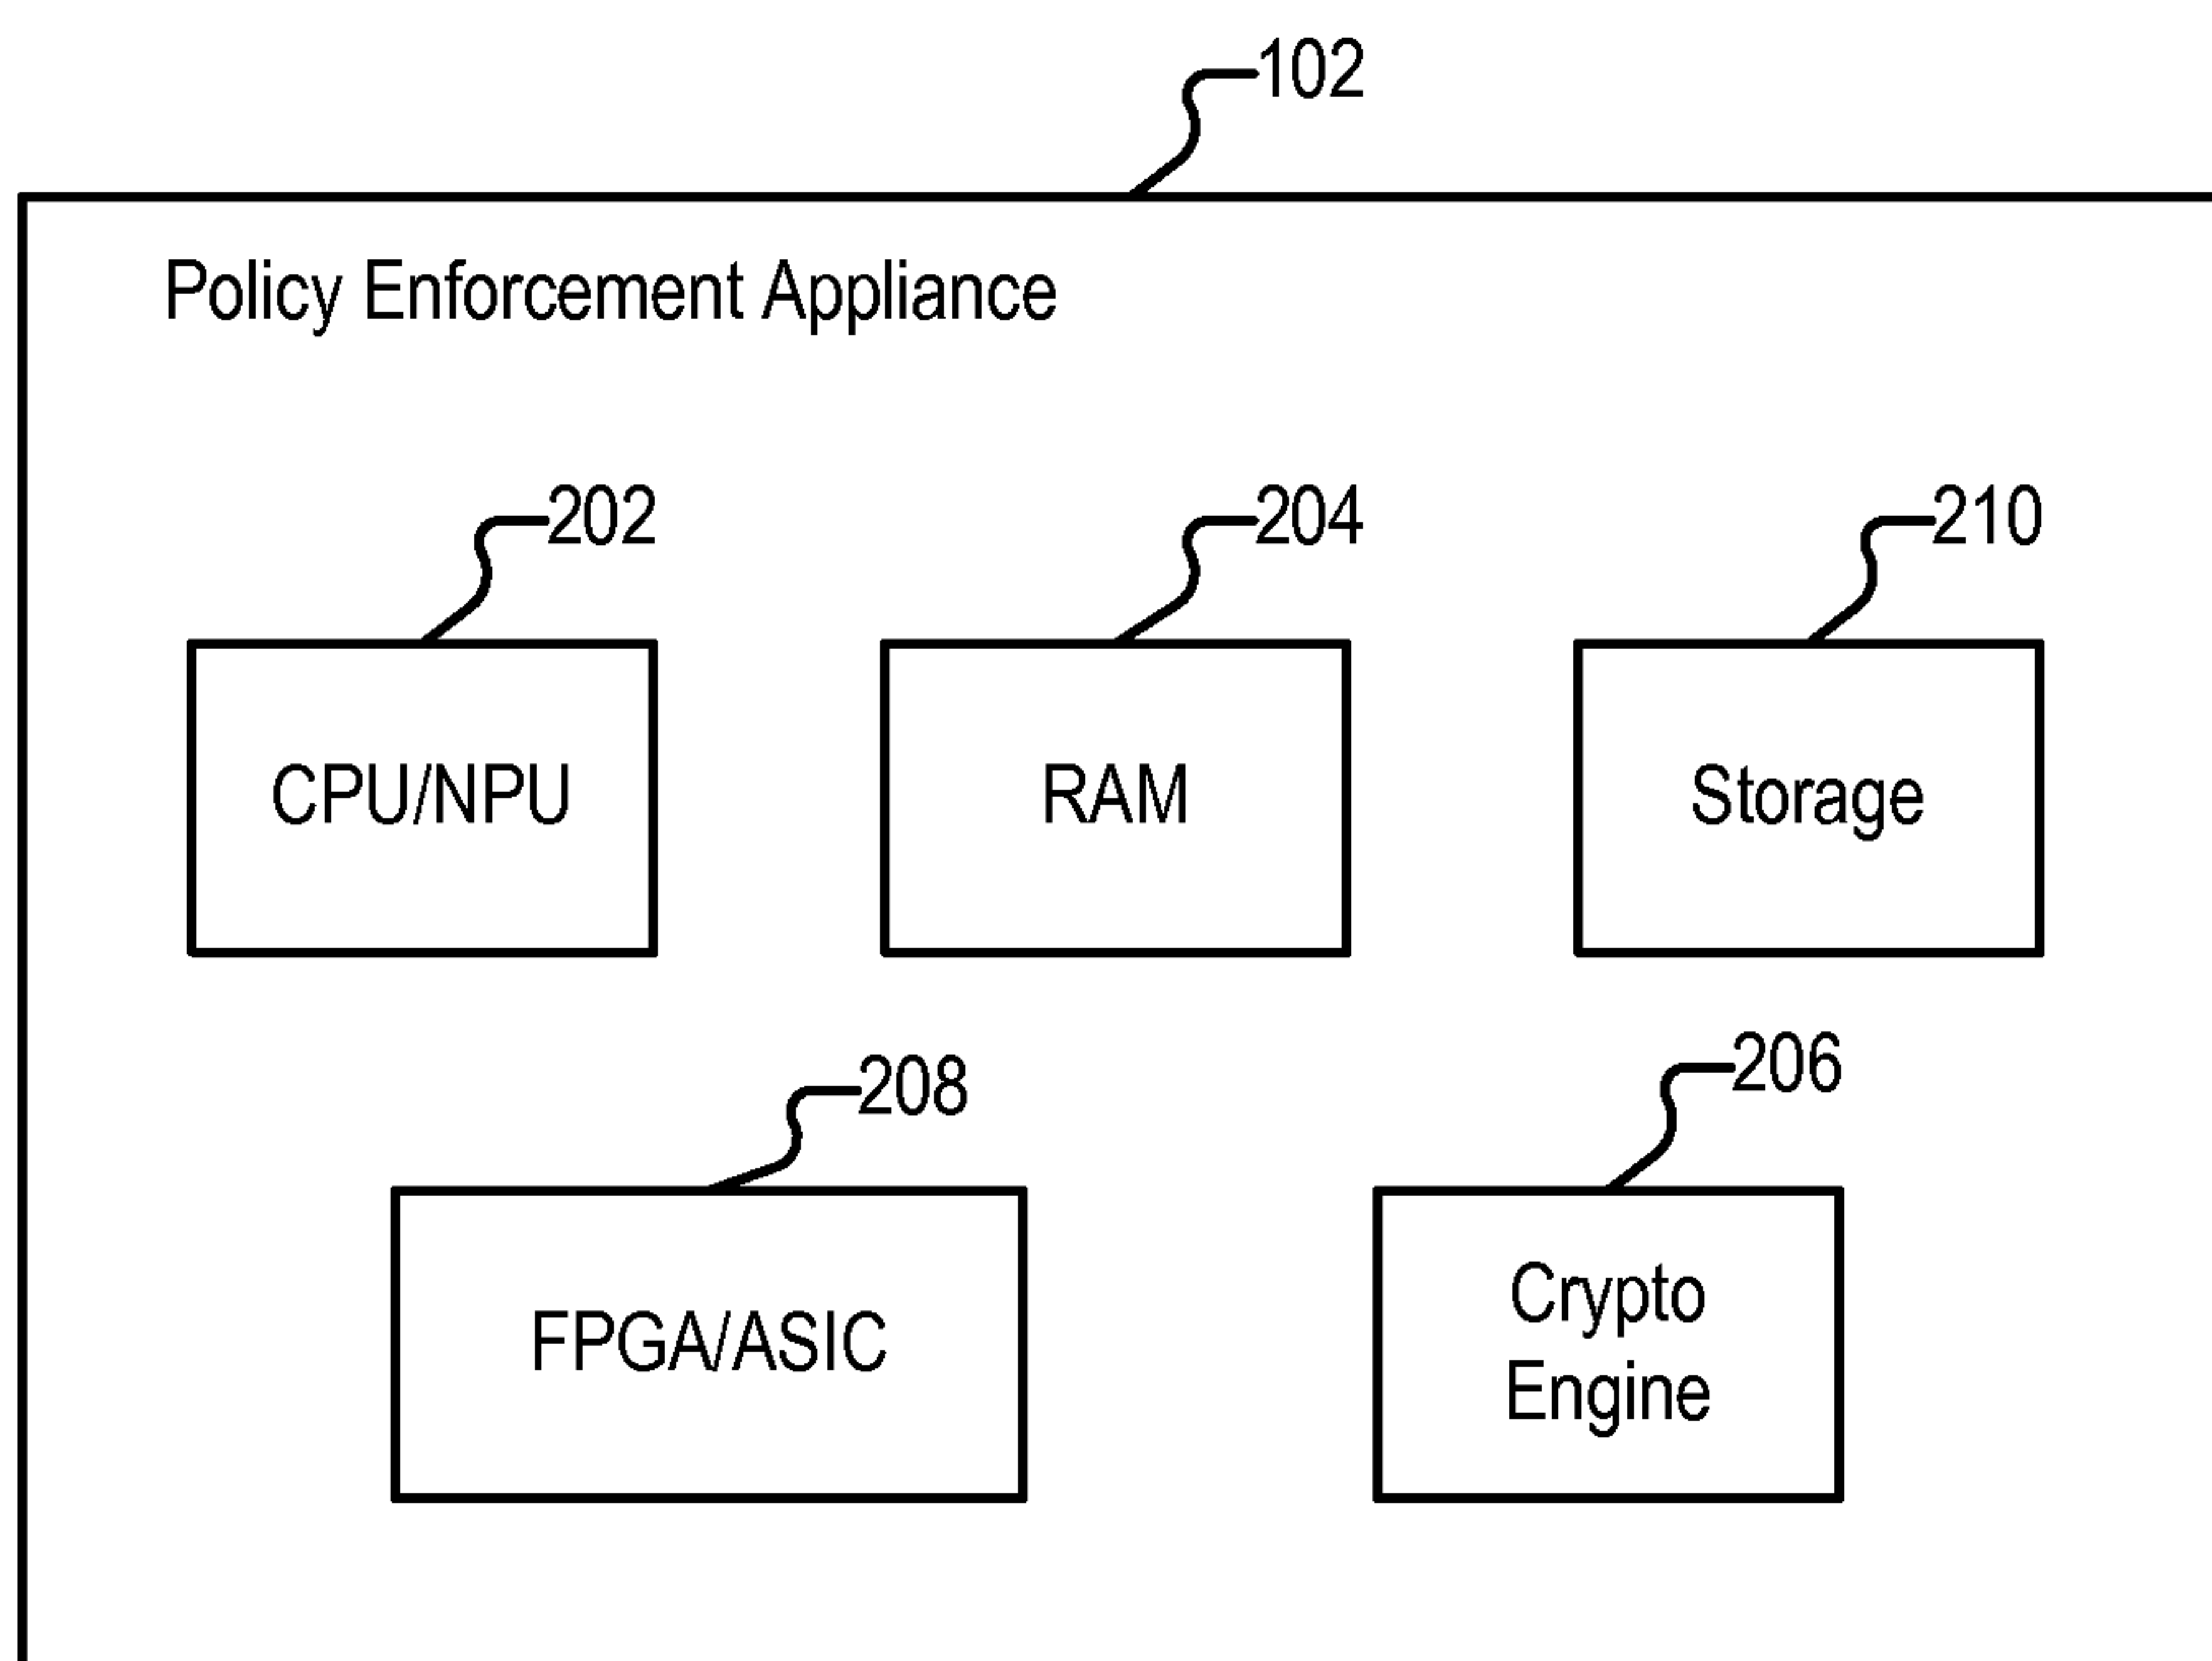 102
Policy Enforcement Appliance
202
204
210
CPU/NPU
RAM
Storage
208
206
FPGA/ASIC
Crypto
Engine